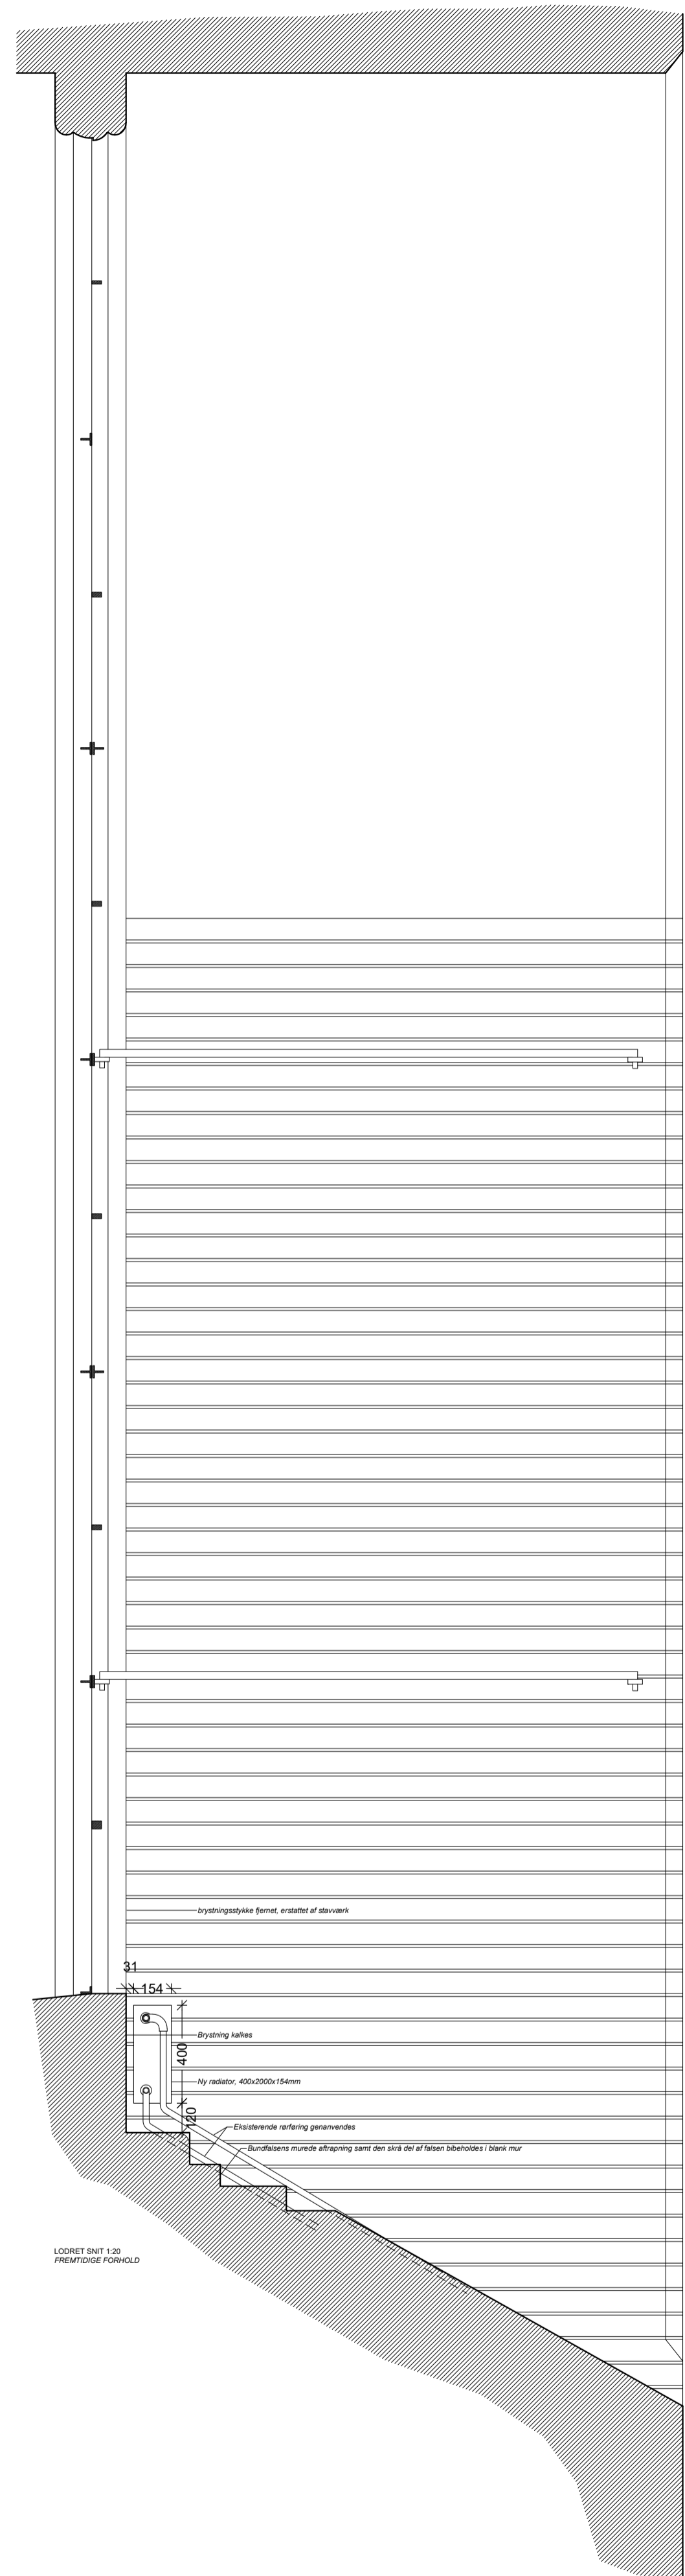 brystningsstykke fjernet, erstattet af stavværk
31
154
Brystning kalkes
400
Ny radiator, 400x2000x154mm
120
Eksisterende rørføring genanvendes
Bundfalsens murede aftrapning samt den skrå del af falsen bibeholdes i blank mur
LODRET SNIT 1:20
FREMTIDIGE FORHOLD